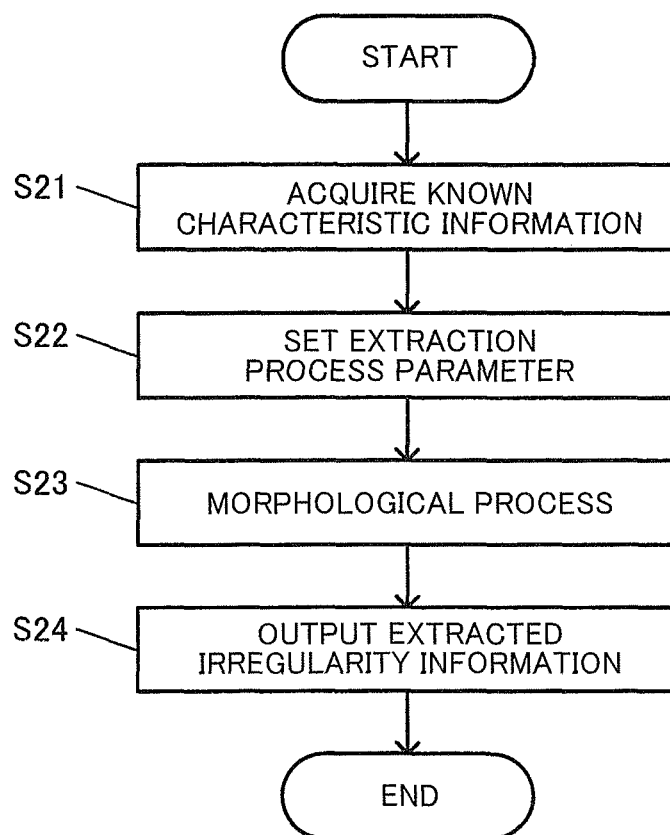 START
S21
ACQUIRE KNOWN
CHARACTERISTIC INFORMATION
S22
SET EXTRACTION
PROCESS PARAMETER
S23
MORPHOLOGICAL PROCESS
S24
OUTPUT EXTRACTED
IRREGULARITY INFORMATION
END